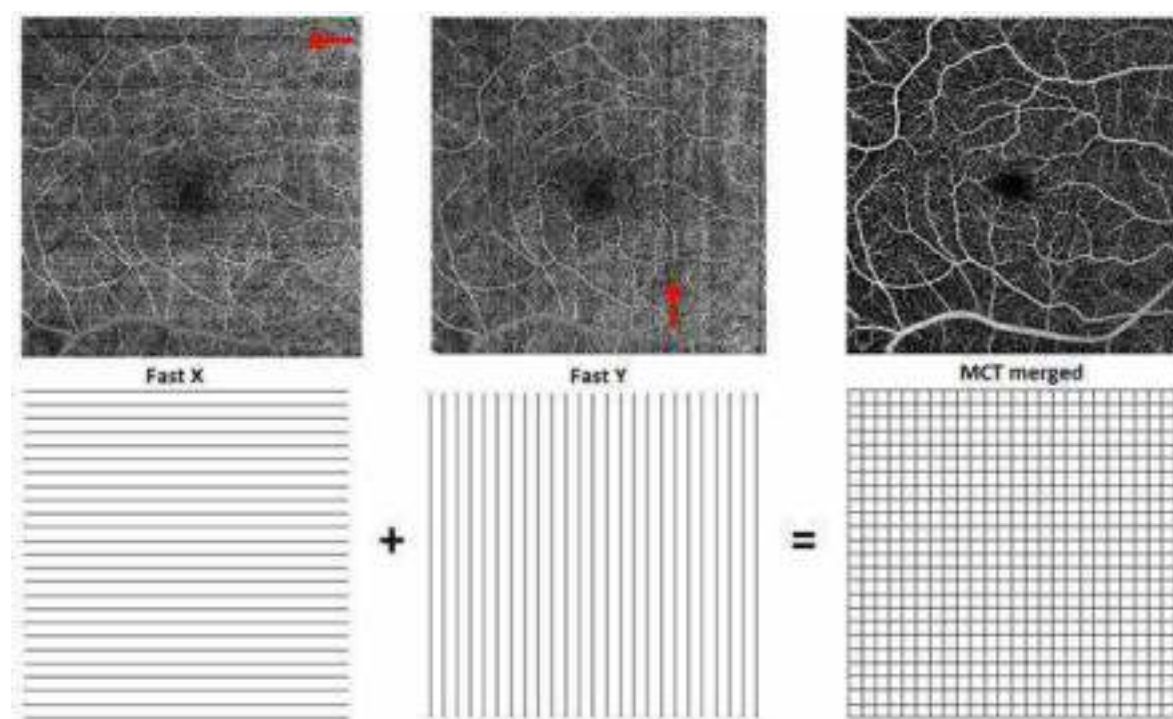 Fast X
Fast Y
MCT merged
+
=